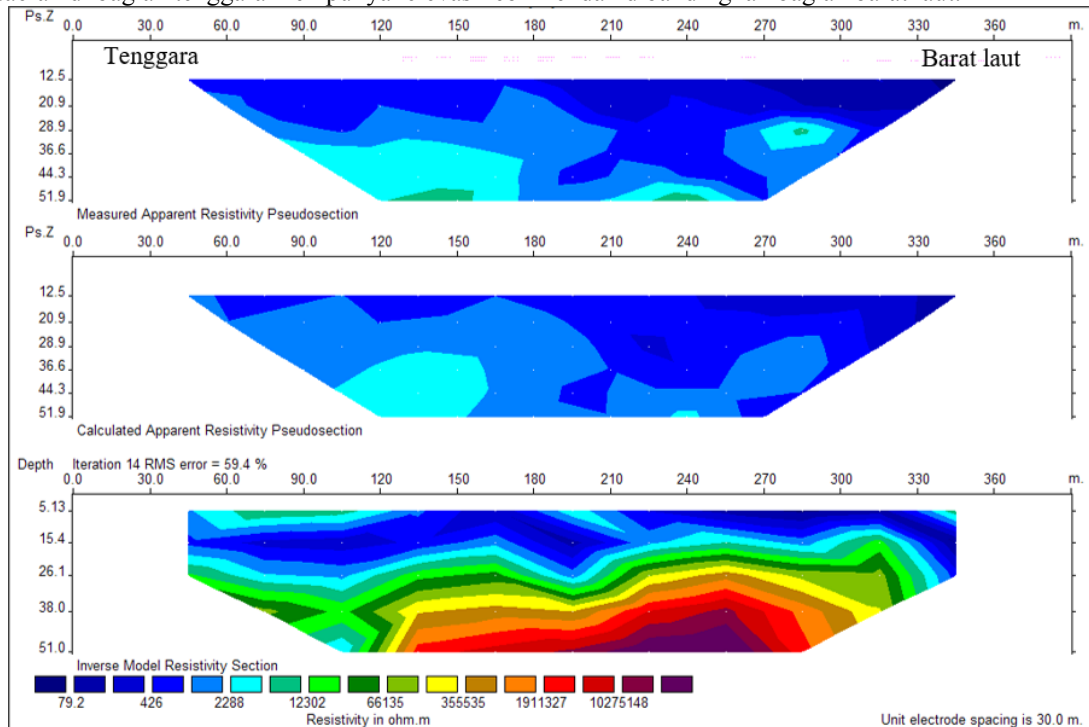 Ps.Z 0.0 30.0 60.0 90.0 120 150 180 210 240 270 300 330 360 m.
Tenggara Barat laut
12.5
20.9
28.9
36.6
44.3
51.9
Measured Apparent Resistivity Pseudosection
Ps.Z 0.0 30.0 60.0 90.0 120 150 180 210 240 270 300 330 360 m.
12.5
20.9
28.9
36.6
44.3
51.9
Calculated Apparent Resistivity Pseudosection
Depth Iteration 14 RMS error = 59.4 %
0.0 30.0 60.0 90.0 120 150 180 210 240 270 300 330 360 m.
5.13
15.4
26.1
38.0
51.0
Inverse Model Resistivity Section
79.2 426 2288 12302 66135 355535 1911327 10275148
Resistivity in ohm.m Unit electrode spacing is 30.0 m.